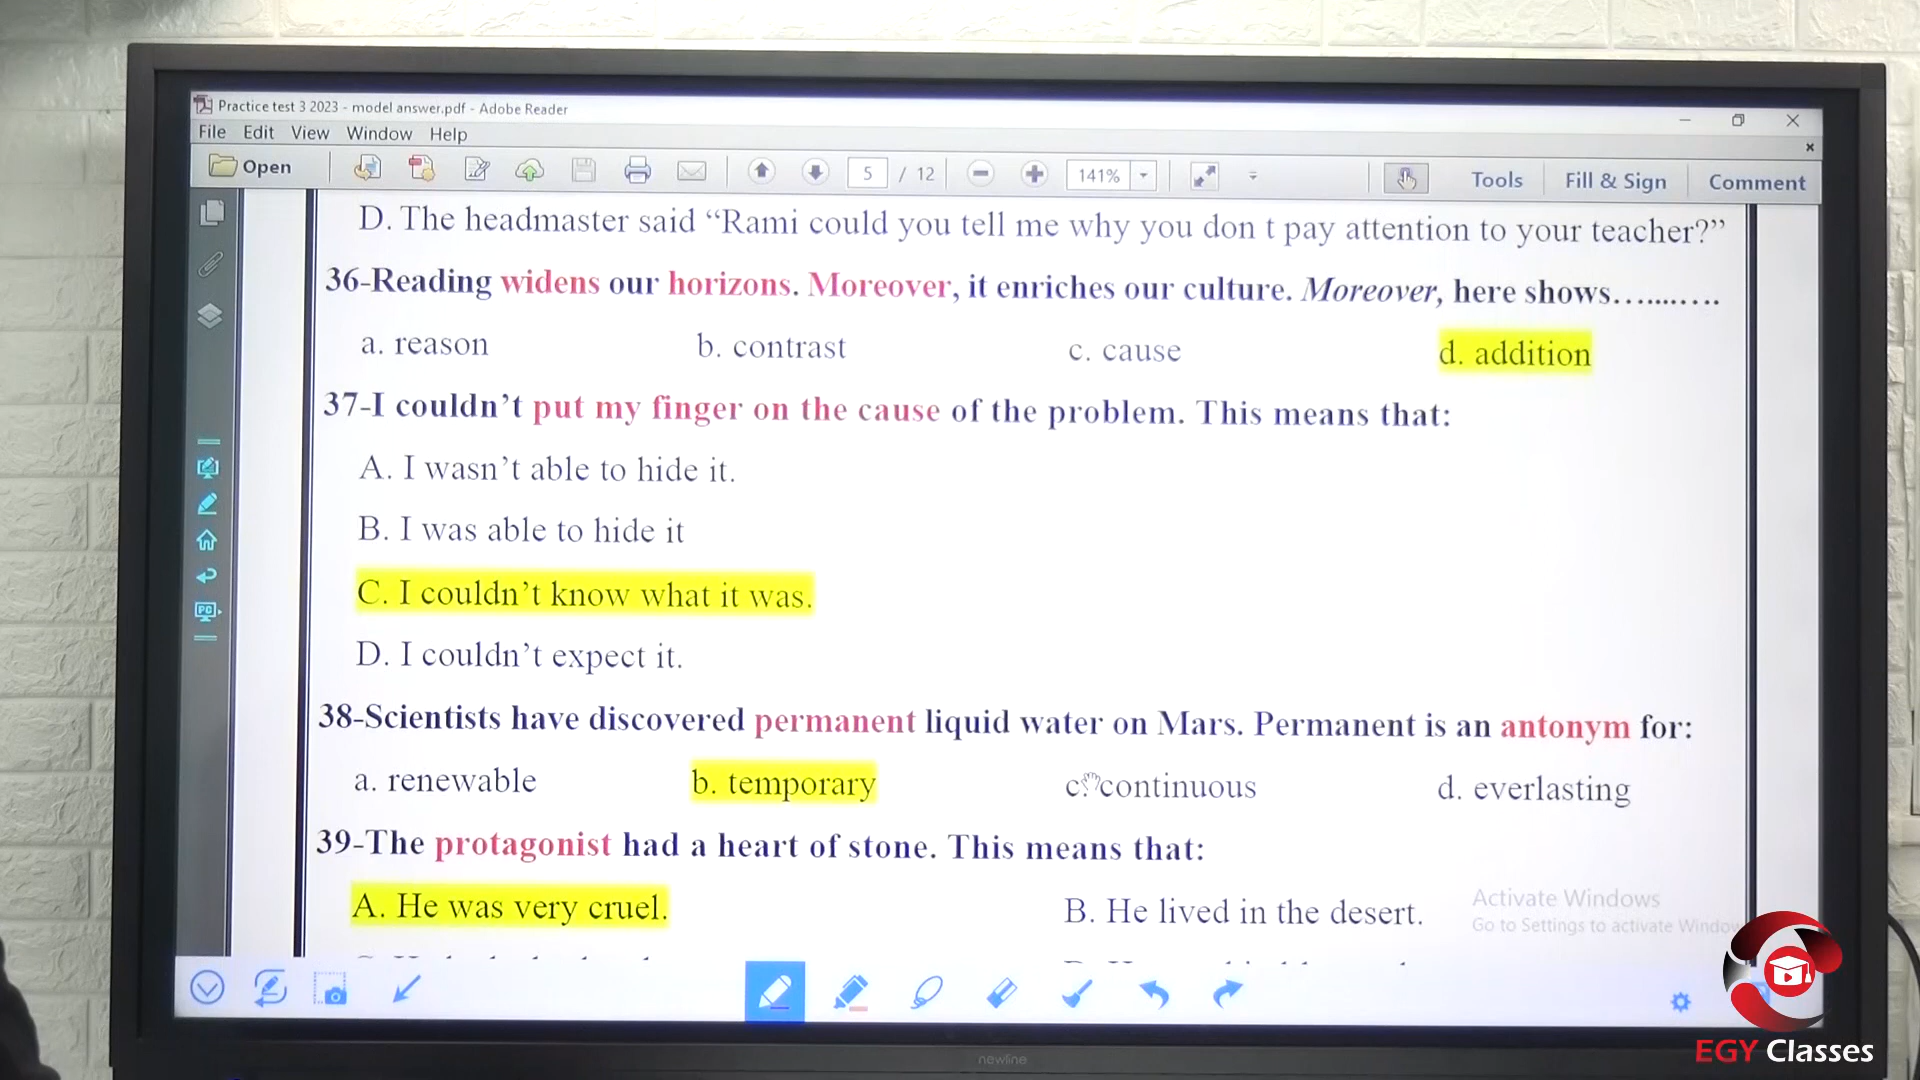 Practice test 3 2023 - model answer.pdf - Adobe Reader
File Edit View Window Help
Open 5 / 12 141% Tools Fill & Sign Comment
D. The headmaster said “Rami could you tell me why you don t pay attention to your teacher?”
36-Reading widens our horizons. Moreover, it enriches our culture. Moreover, here shows……...….
a. reason b. contrast c. cause d. addition
37-I couldn’t put my finger on the cause of the problem. This means that:
A. I wasn’t able to hide it.
B. I was able to hide it
C. I couldn’t know what it was.
D. I couldn’t expect it.
38-Scientists have discovered permanent liquid water on Mars. Permanent is an antonym for:
a. renewable b. temporary c. continuous d. everlasting
39-The protagonist had a heart of stone. This means that:
A. He was very cruel. B. He lived in the desert.
Activate Windows
Go to Settings to activate Window
PC
newline
EGY Classes